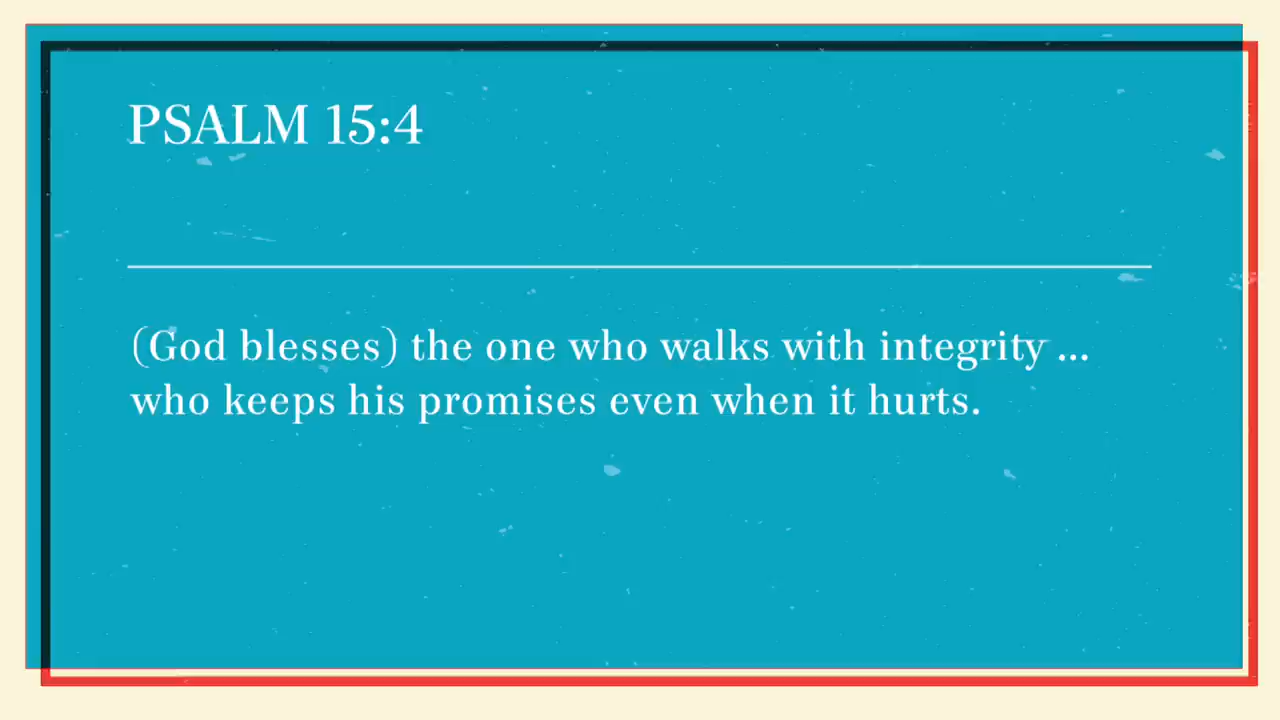 PSALM 15:4
(God blesses) the one who walks with integrity ...
who keeps his promises even when it hurts.